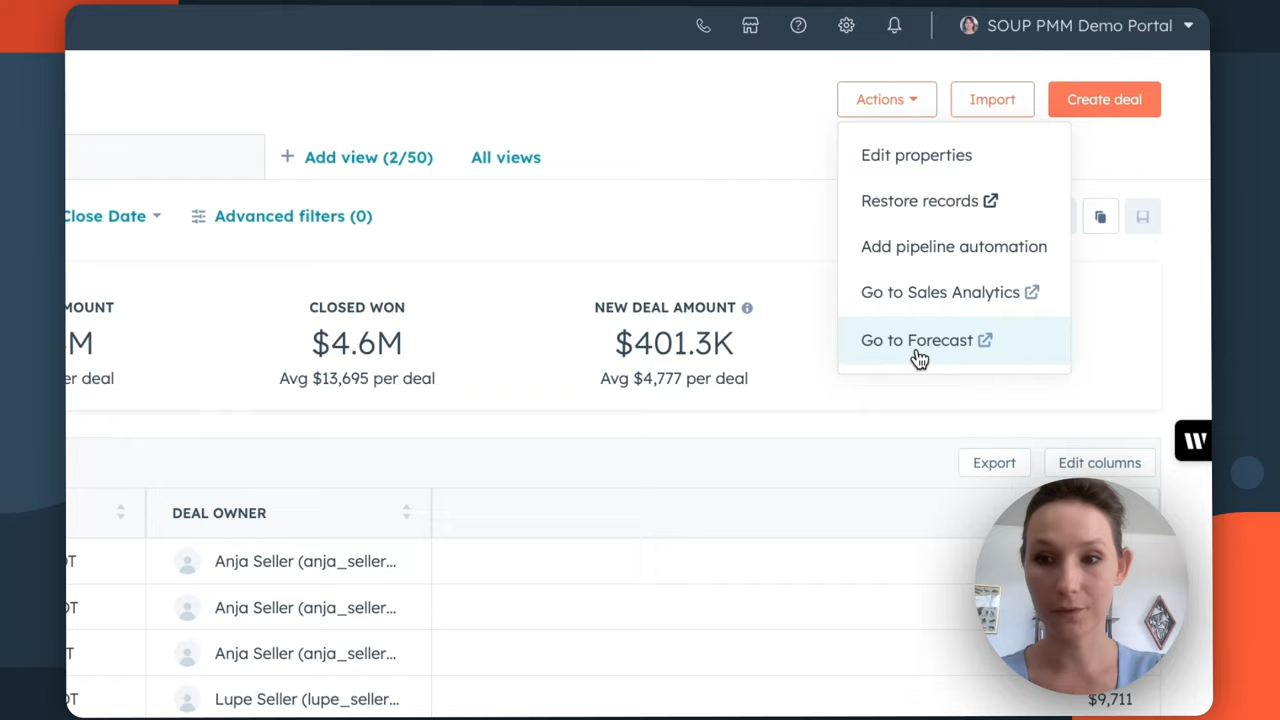 SOUP PMM Demo Portal
Actions
Import
Create deal
Edit properties
Restore records
Add pipeline automation
Go to Sales Analytics
Go to Forecast
+ Add view (2/50)
All views
Close Date
Advanced filters (0)
MOUNT
M
er deal
CLOSED WON
$4.6M
Avg $13,695 per deal
NEW DEAL AMOUNT
$401.3K
Avg $4,777 per deal
W
Export
Edit columns
DEAL OWNER
DT
Anja Seller (anja_seller...
DT
Anja Seller (anja_seller...
T
Anja Seller (anja_seller...
DT
Lupe Seller (lupe_seller...
$9,711